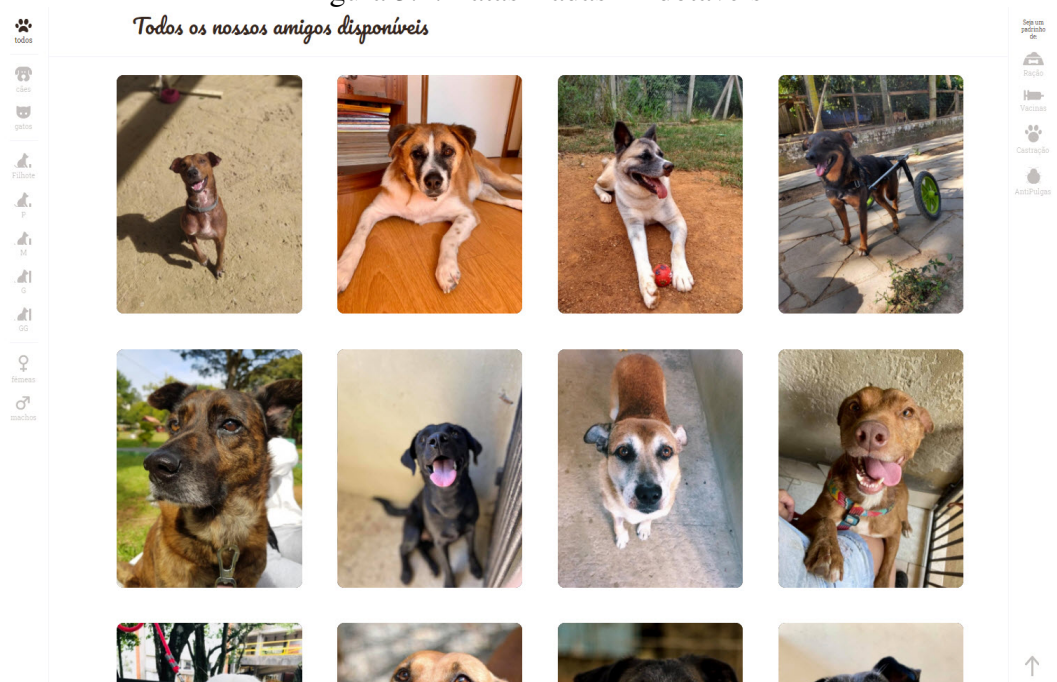 Todos os nossos amigos disponíveis
todos
cães
gatos
Filhote
P
M
G
GG
fêmeas
machos
Seja um
padrinho
de:
Ração
Vacinas
Castração
AntiPulgas